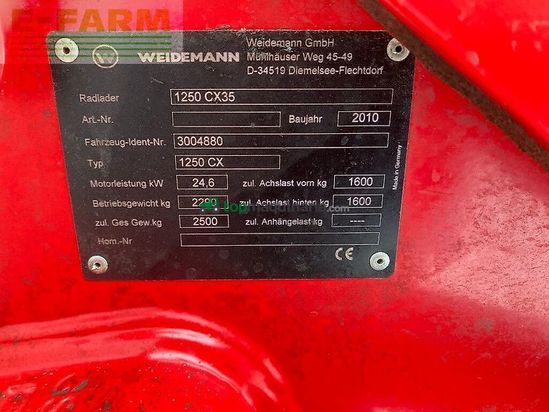 E-FARM
WEIDEMANN
Weidemann GmbH
Mühlhäuser Weg 45-49
D-34519 Diemelsee-Flechtdorf
Radlader 1250 CX35
Art.-Nr. Baujahr 2010
Fahrzeug-Ident-Nr. 3004880
Typ 1250 CX
Motorleistung kW 24,6 zul. Achslast vorn kg 1600
Betriebsgewicht kg 2290 zul. Achslast hinten kg 1600
zul. Ges Gew.kg 2500 zul. Anhängelast kg ----
Hom.-Nr
CE
Made in Germany